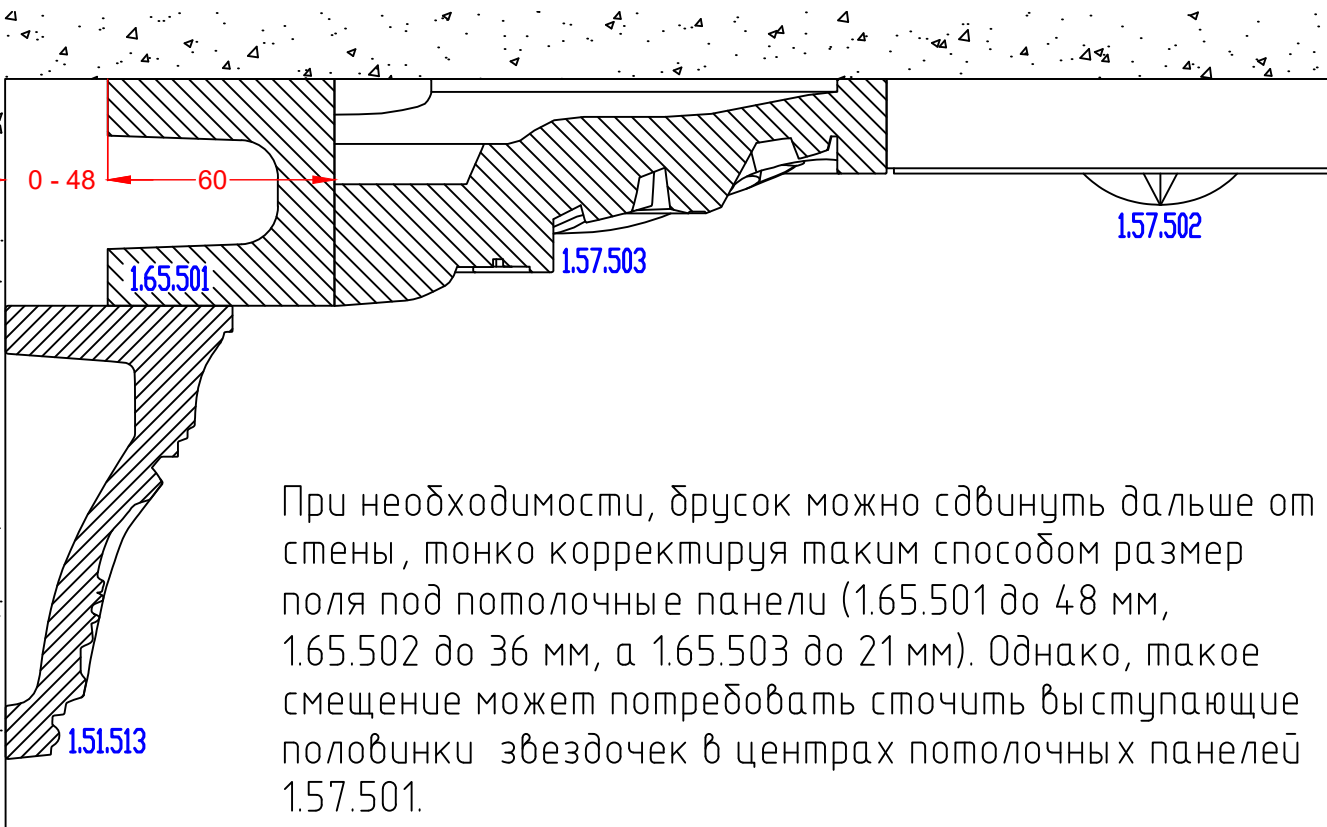 0 - 48
60
1.65.501
1.57.503
1.57.502
При необходимости, брусок можно сдвинуть дальше от
стены, тонко корректируя таким способом размер
поля под потолочные панели (1.65.501 до 48 мм,
1.65.502 до 36 мм, а 1.65.503 до 21 мм). Однако, такое
смещение может потребовать сточить выступающие
половинки звездочек в центрах потолочных панелей
1.57.501.
1.51.513